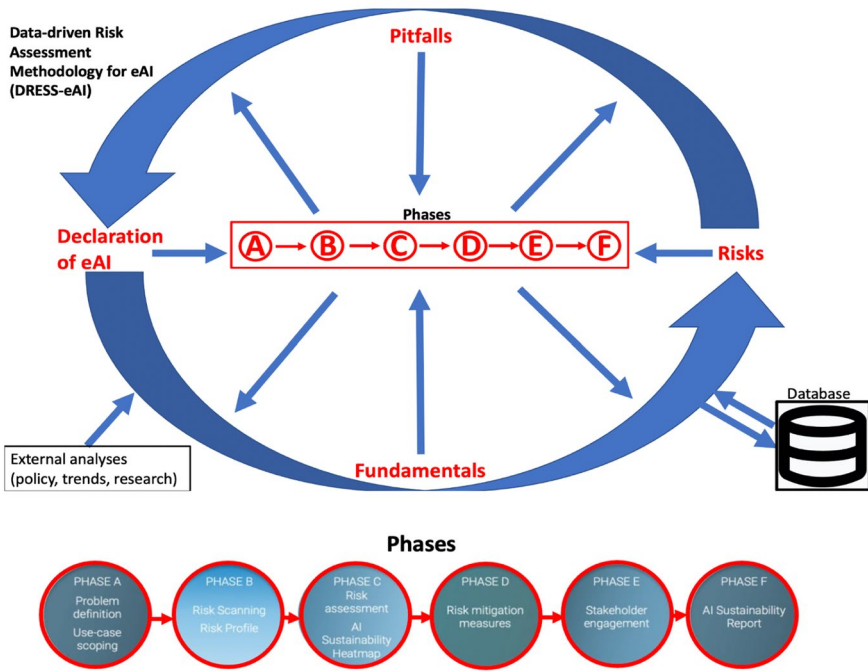 Data-driven Risk
Assessment
Methodology for eAI
(DRESS-eAI)
Pitfalls
Phases
Declaration
of eAI
A B C D E F
Risks
Database
External analyses
(policy, trends, research)
Fundamentals
Phases
PHASE A
Problem
definition
Use-case
scoping
PHASE B
Risk Scanning
Risk Profile
PHASE C
Risk
assessment
AI
Sustainability
Heatmap
PHASE D
Risk mitigation
measures
PHASE E
Stakeholder
engagement
PHASE F
AI Sustainability
Report